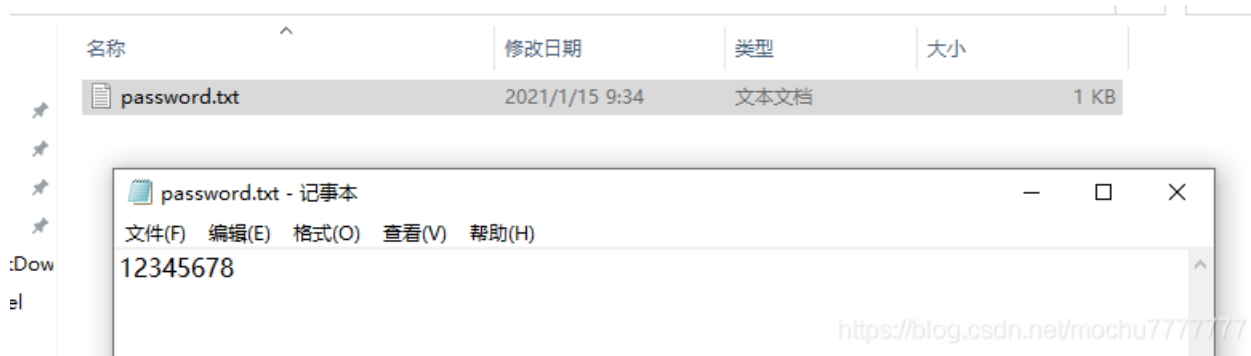 名称 修改日期 类型 大小
password.txt 2021/1/15 9:34 文本文档 1 KB
password.txt - 记事本
文件(F) 编辑(E) 格式(O) 查看(V) 帮助(H)
:Dow
12345678
el
https://blog.csdn.net/mochu7777777